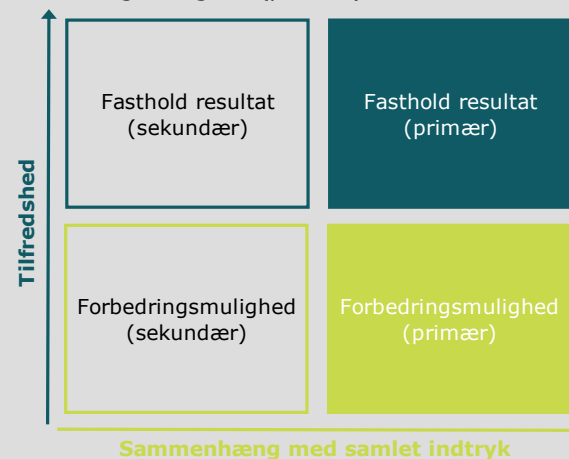 Fasthold resultat
(sekundær)
Fasthold resultat
(primær)
Tilfredshed
Forbedringsmulighed
(sekundær)
Forbedringsmulighed
(primær)
Sammenhæng med samlet indtryk